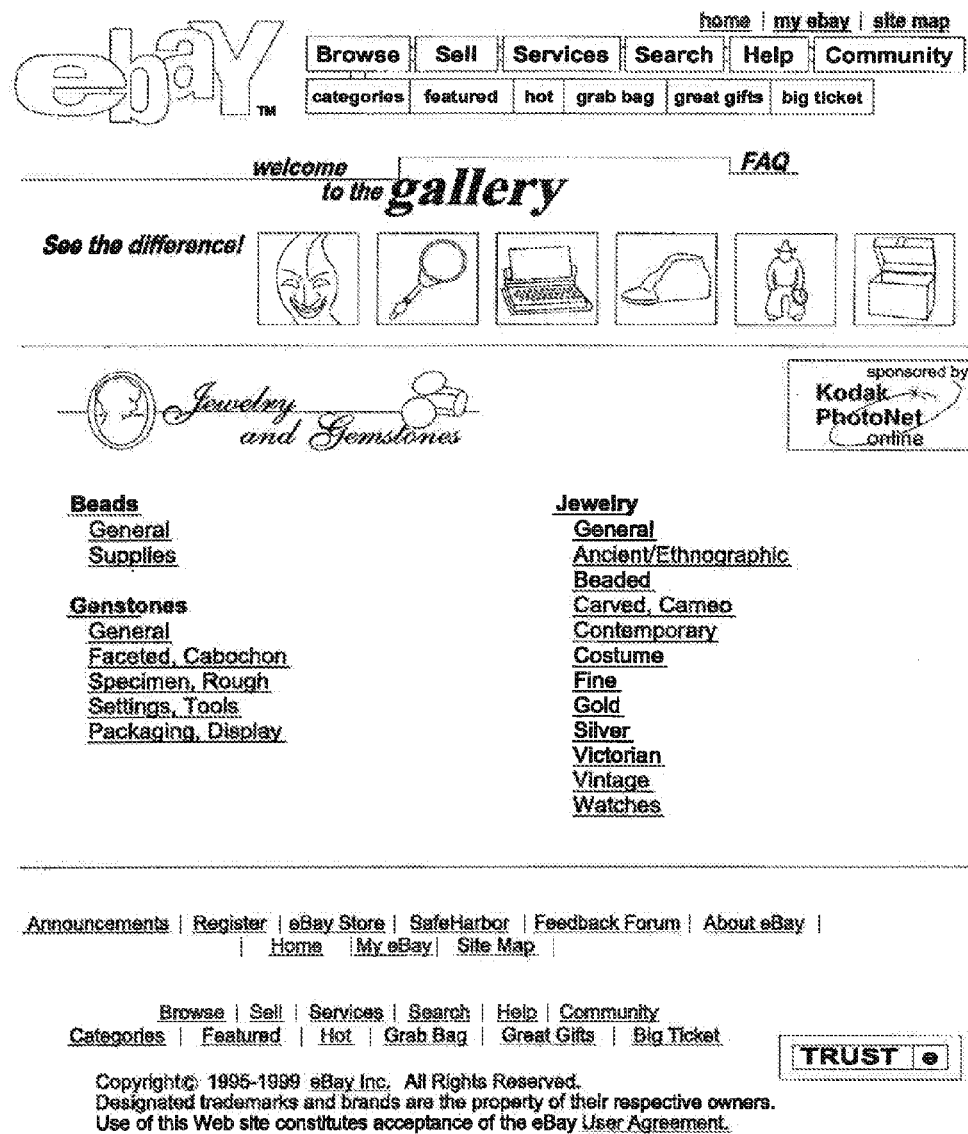 home | my ebay | site map
ebaY™
Browse Sell Services Search Help Community
categories featured hot grab bag great gifts big ticket
welcome
to the gallery
FAQ
See the difference!
Jewelry
and Gemstones
sponsored by
Kodak
PhotoNet
online
Beads
General
Supplies
Genstones
General
Faceted, Cabochon
Specimen, Rough
Settings, Tools
Packaging, Display
Jewelry
General
Ancient/Ethnographic
Beaded
Carved, Cameo
Contemporary
Costume
Fine
Gold
Silver
Victorian
Vintage
Watches
Announcements | Register | eBay Store | SafeHarbor | Feedback Forum | About eBay |
| Home | My eBay | Site Map |
Browse | Sell | Services | Search | Help | Community
Categories | Featured | Hot | Grab Bag | Great Gifts | Big Ticket
TRUST e
Copyright© 1995-1999 eBay Inc. All Rights Reserved.
Designated trademarks and brands are the property of their respective owners.
Use of this Web site constitutes acceptance of the eBay User Agreement.